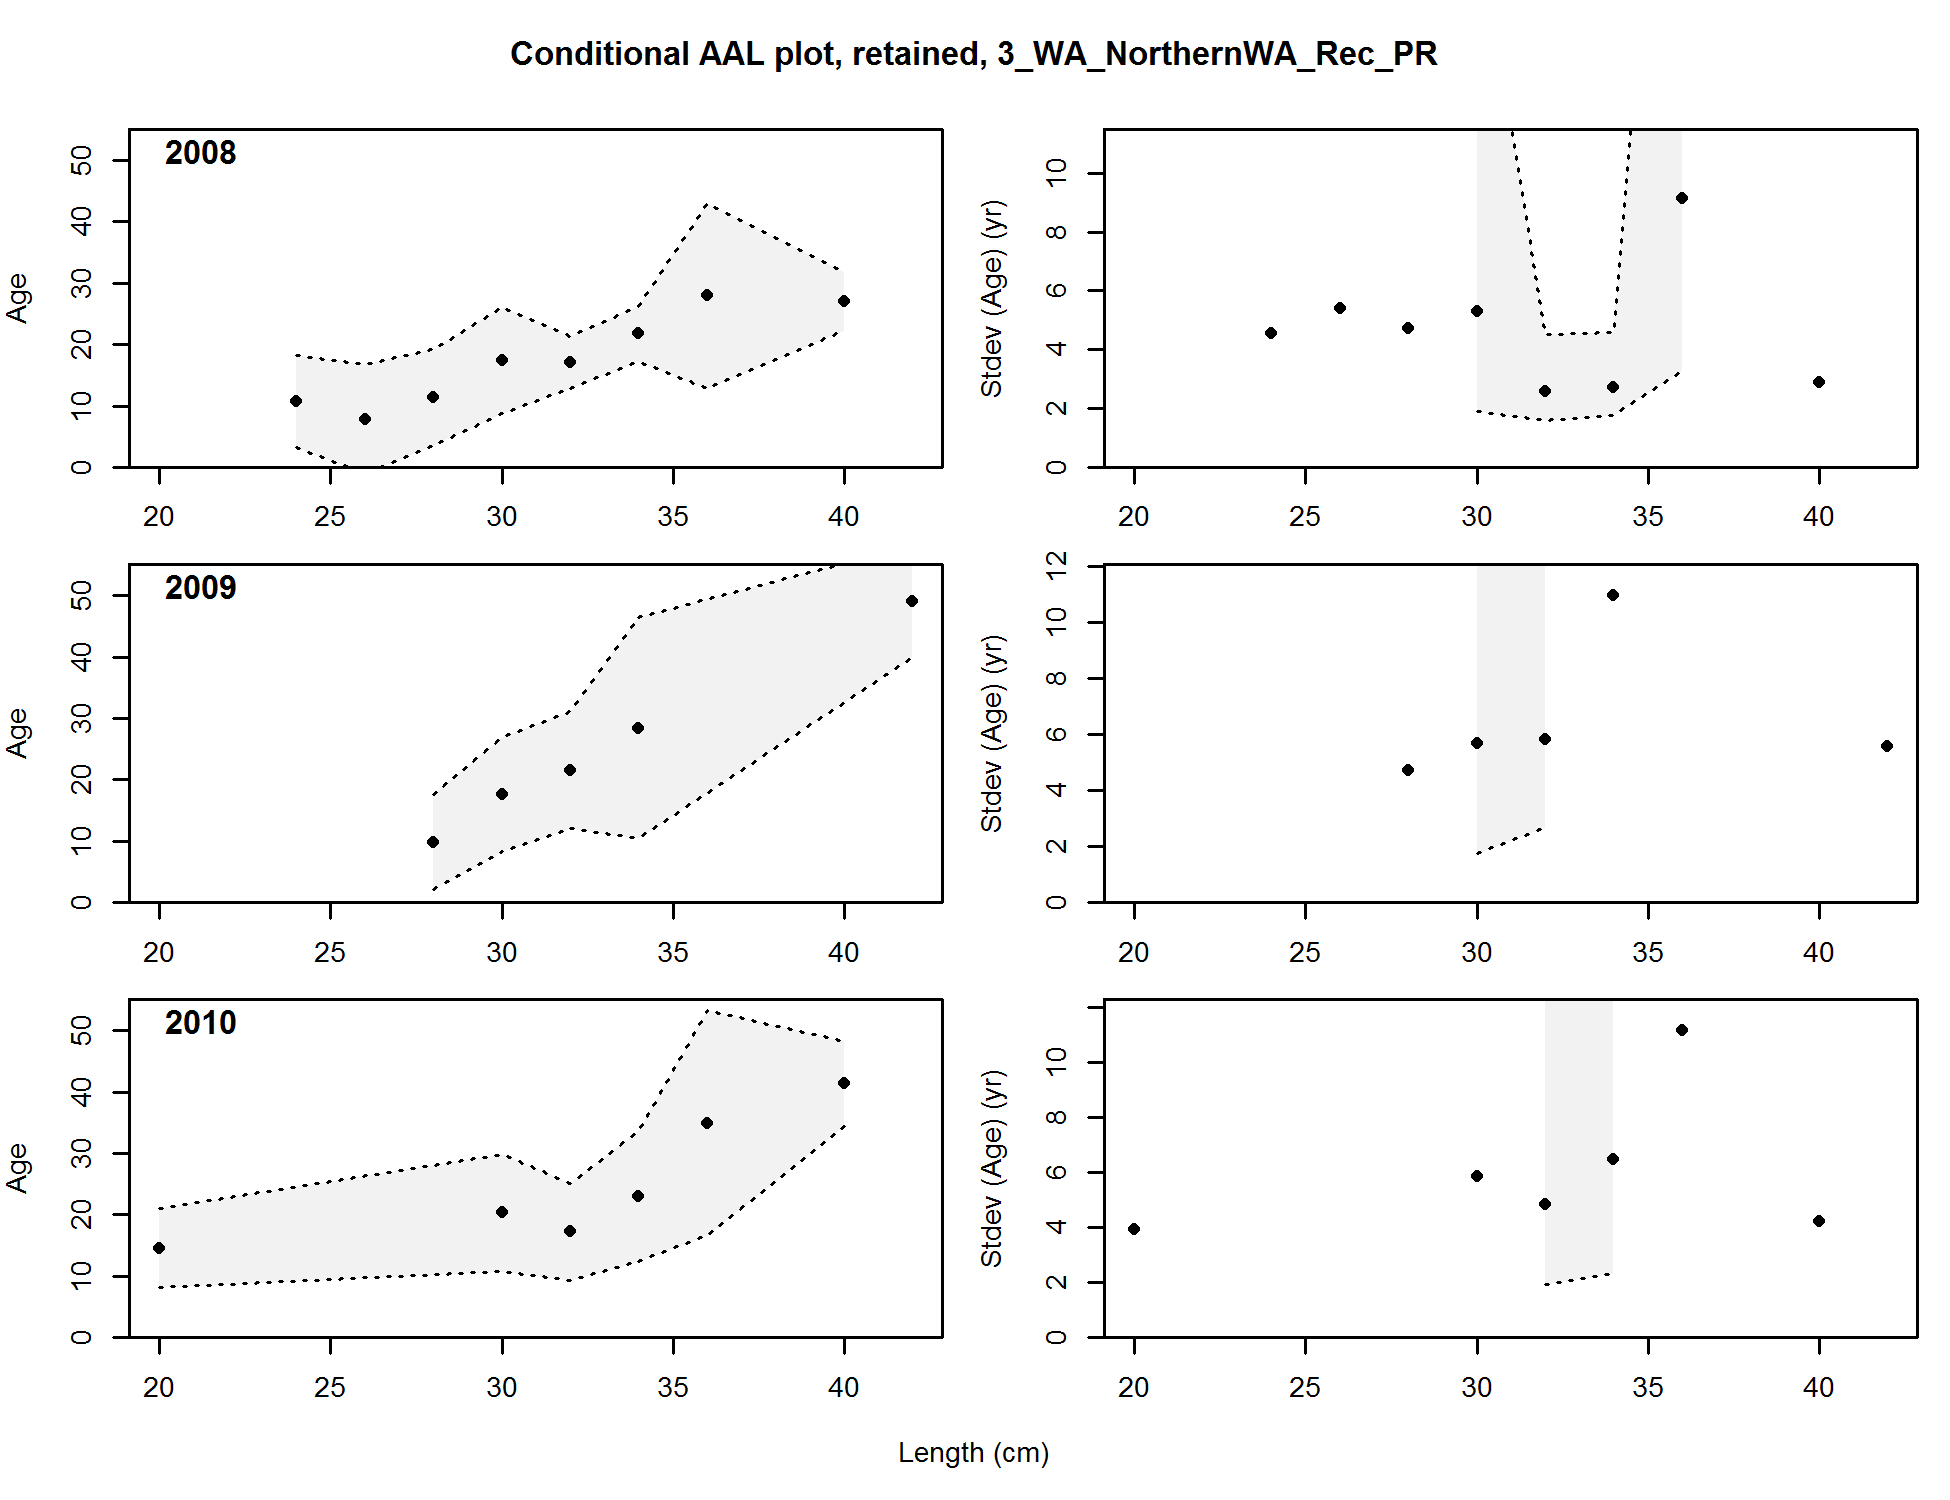 Conditional AAL plot, retained, 3_WA_NorthernWA_Rec_PR
2008
Age
0 10 20 30 40 50
20 25 30 35 40
Stdev (Age) (yr)
0 2 4 6 8 10
20 25 30 35 40
2009
Age
0 10 20 30 40 50
20 25 30 35 40
Stdev (Age) (yr)
0 2 4 6 8 10 12
20 25 30 35 40
2010
Age
0 10 20 30 40 50
20 25 30 35 40
Stdev (Age) (yr)
0 2 4 6 8 10
20 25 30 35 40
Length (cm)